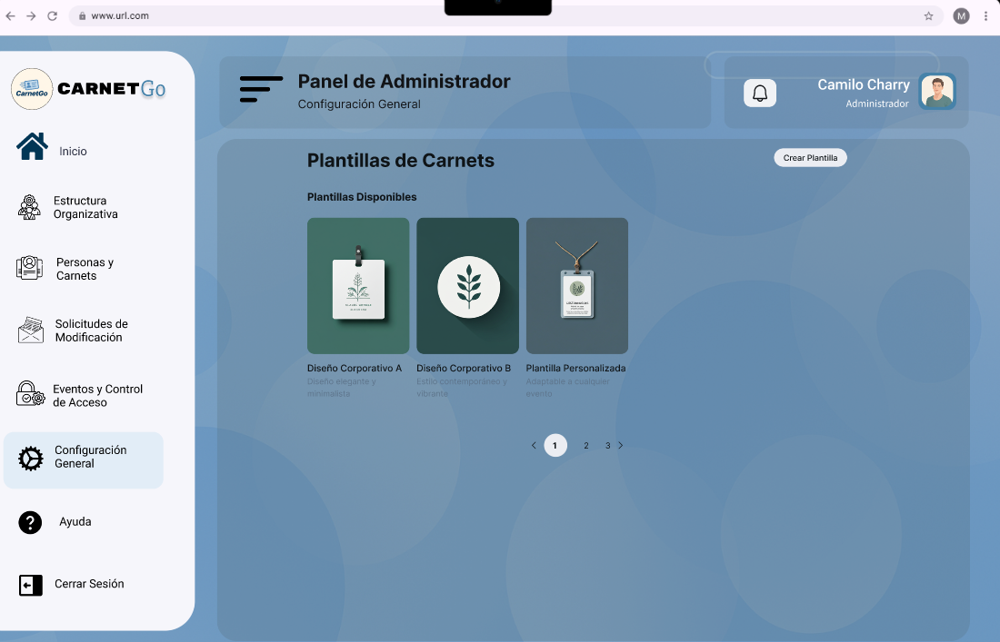 www.url.com
M
CarnetGo
CARNETGo
Inicio
Estructura
Organizativa
Personas y
Carnets
Solicitudes de
Modificación
Eventos y Control
de Acceso
Configuración
General
Ayuda
Cerrar Sesión
Panel de Administrador
Configuración General
Camilo Charry
Administrador
Plantillas de Carnets
Crear Plantilla
Plantillas Disponibles
Diseño Corporativo A
Diseño elegante y
minimalista
Diseño Corporativo B
Estilo contemporáneo y
vibrante
Plantilla Personalizada
Adaptable a cualquier
evento
1 2 3